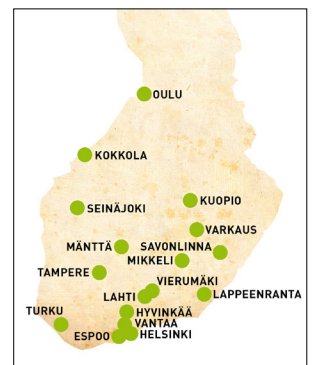 OULU
KOKKOLA
KUOPIO
SEINÄJOKI
VARKAUS
MÄNTTÄ
SAVONLINNA
MIKKELI
TAMPERE
VIERUMÄKI
LAHTI
LAPPEENRANTA
TURKU
HYVINKÄÄ
VANTAA
ESPOO
HELSINKI